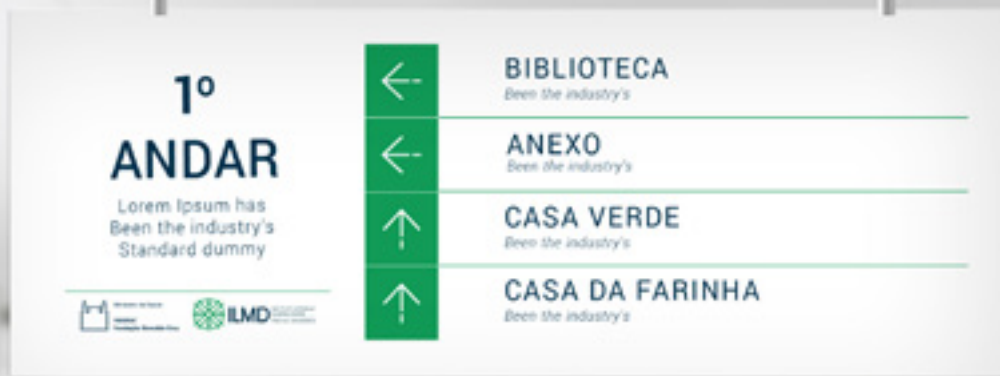 1º
ANDAR
Lorem Ipsum has
Been the industry's
Standard dummy
ILMD
BIBLIOTECA
Been the industry's
ANEXO
Been the industry's
CASA VERDE
Been the industry's
CASA DA FARINHA
Been the industry's